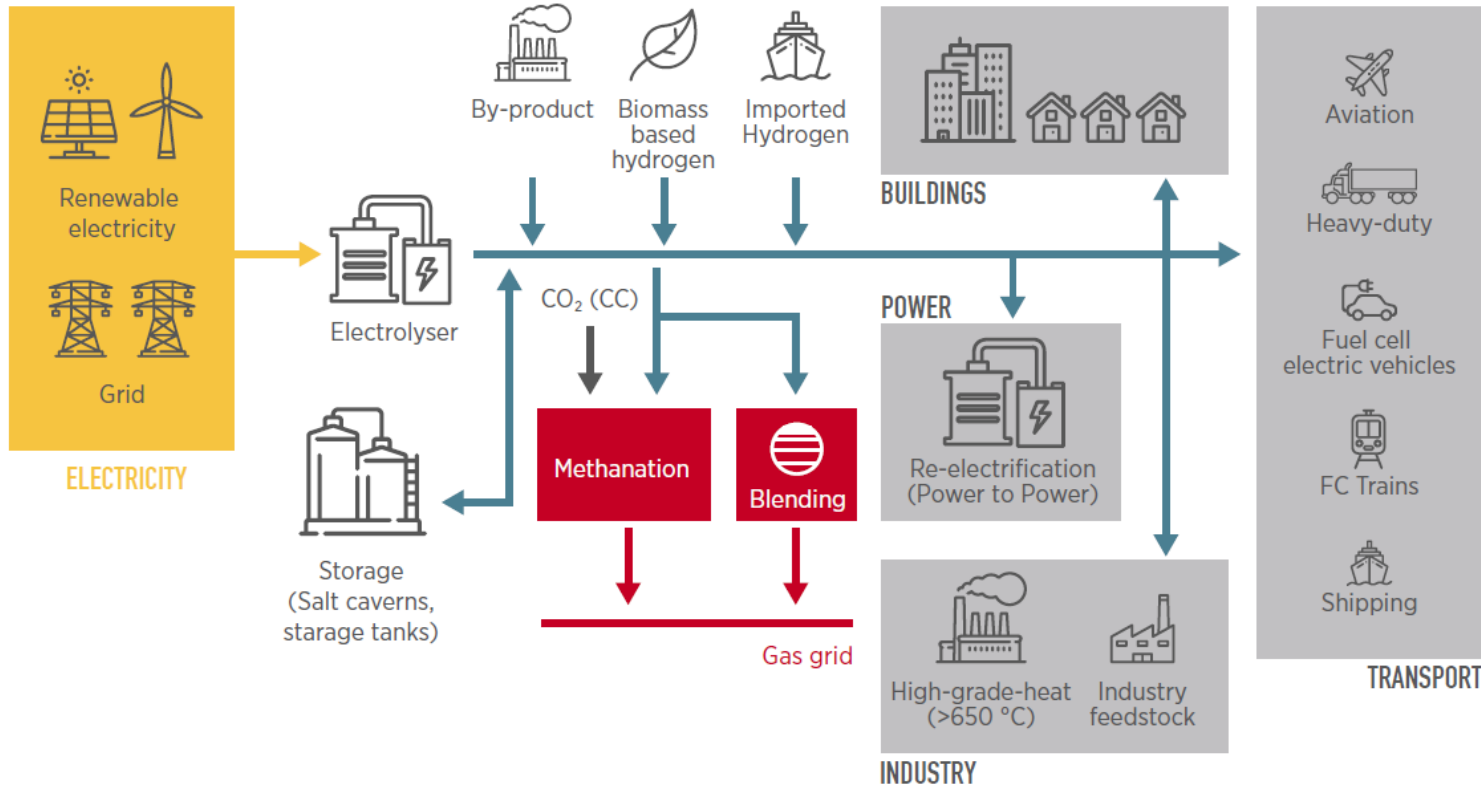 Renewable
electricity
Grid
ELECTRICITY
Electrolyser
Storage
(Salt caverns,
starage tanks)
By-product
Biomass
based
hydrogen
Imported
Hydrogen
CO₂ (CC)
Methanation
Blending
Gas grid
BUILDINGS
POWER
Re-electrification
(Power to Power)
High-grade-heat
(>650 °C)
Industry
feedstock
INDUSTRY
Aviation
Heavy-duty
Fuel cell
electric vehicles
FC Trains
Shipping
TRANSPORT